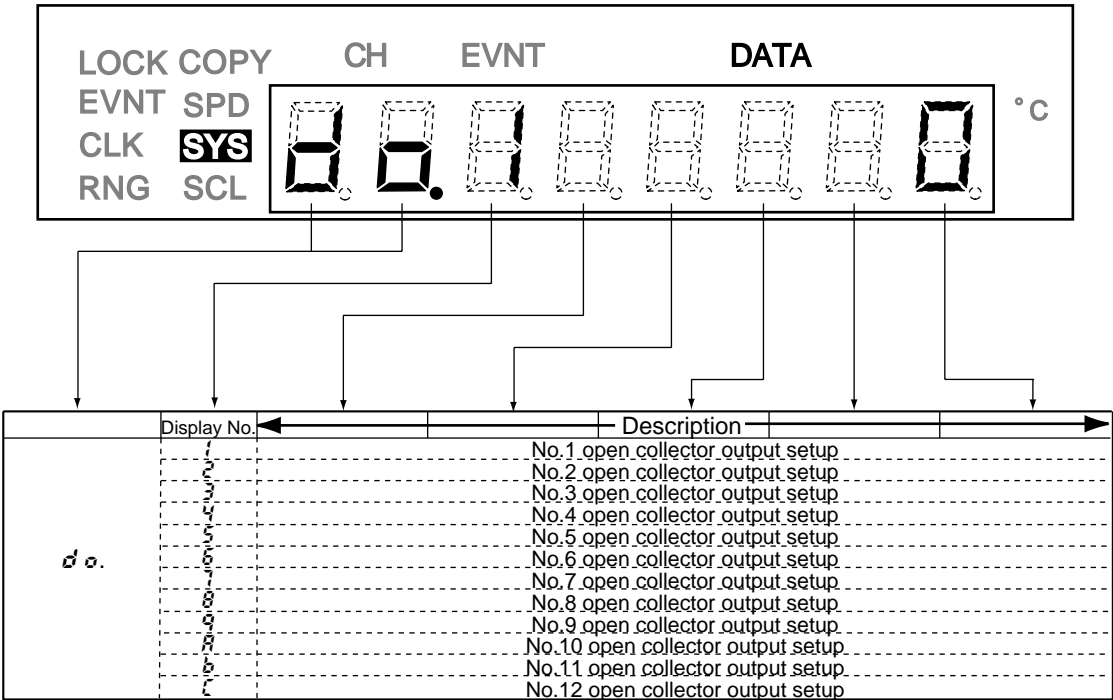 CH EVNT DATA
LOCK COPY
EVNT SPD
CLK SYS
RNG SCL
do.1 0 °C
Display No. Description
do.
1 No.1 open collector output setup
2 No.2 open collector output setup
3 No.3 open collector output setup
4 No.4 open collector output setup
5 No.5 open collector output setup
6 No.6 open collector output setup
7 No.7 open collector output setup
8 No.8 open collector output setup
9 No.9 open collector output setup
A No.10 open collector output setup
b No.11 open collector output setup
C No.12 open collector output setup